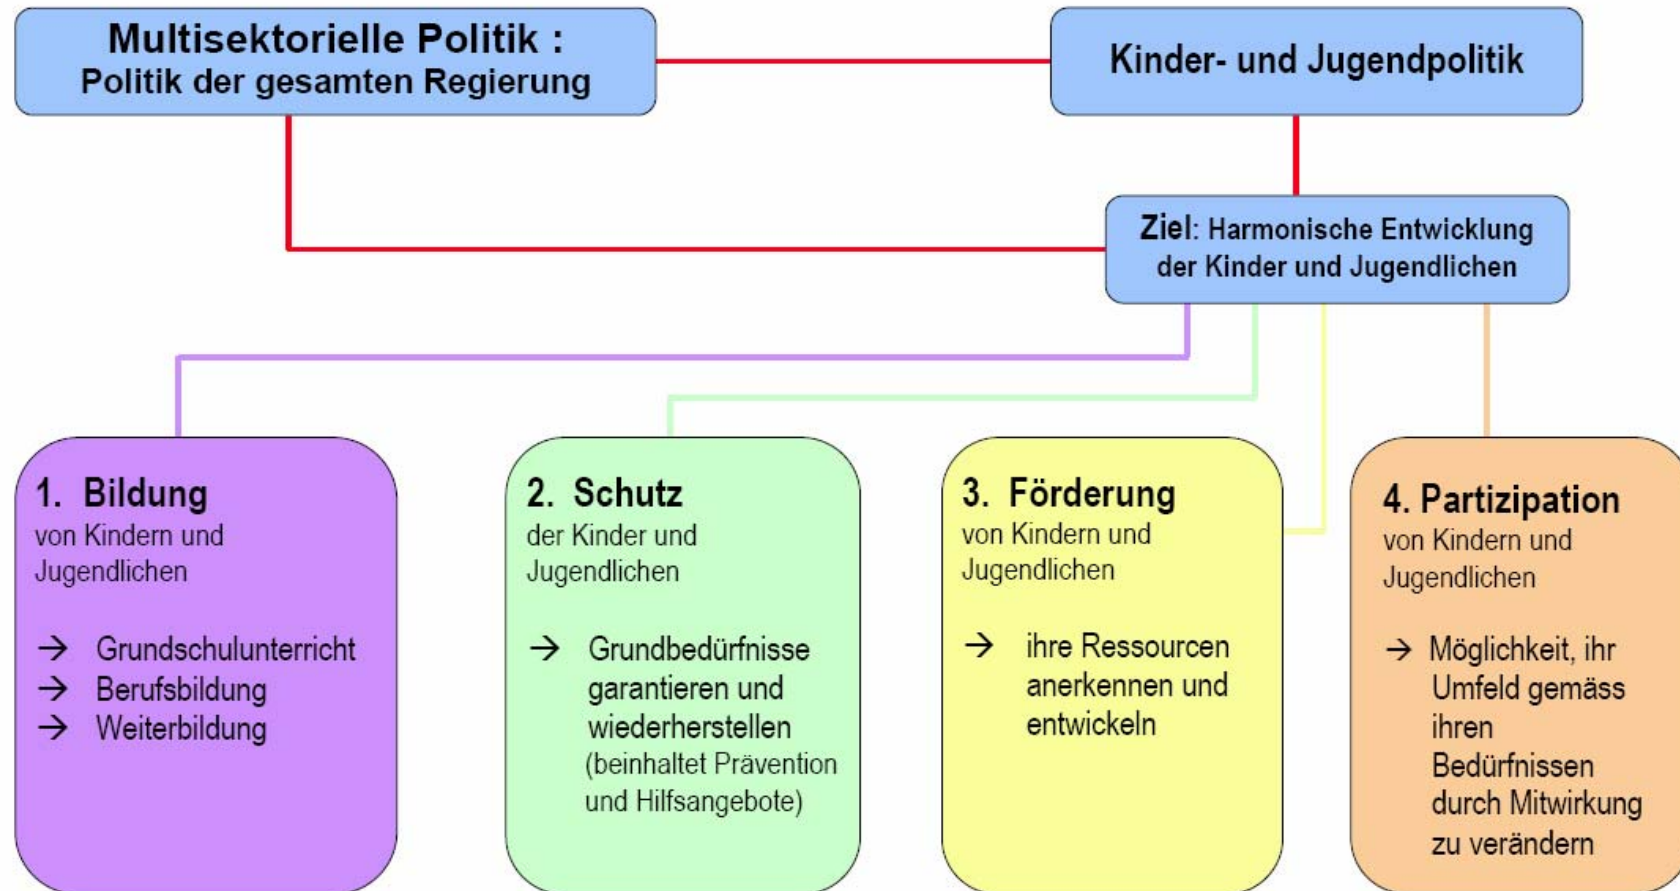 Multisektorielle Politik :
Politik der gesamten Regierung
Kinder- und Jugendpolitik
Ziel: Harmonische Entwicklung
der Kinder und Jugendlichen
1. Bildung
von Kindern und
Jugendlichen
→ Grundschulunterricht
→ Berufsbildung
→ Weiterbildung
2. Schutz
der Kinder und
Jugendlichen
→ Grundbedürfnisse
garantieren und
wiederherstellen
(beinhaltet Prävention
und Hilfsangebote)
3. Förderung
von Kindern und
Jugendlichen
→ ihre Ressourcen
anerkennen und
entwickeln
4. Partizipation
von Kindern und
Jugendlichen
→ Möglichkeit, ihr
Umfeld gemäss
ihren
Bedürfnissen
durch Mitwirkung
zu verändern